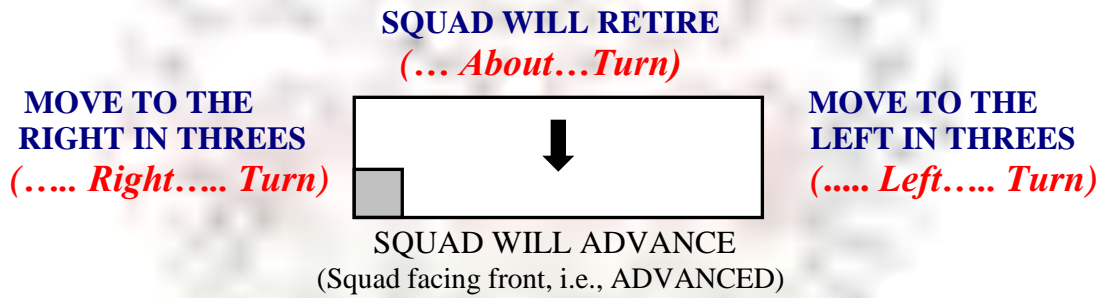 SQUAD WILL RETIRE
(… About…Turn)
MOVE TO THE
RIGHT IN THREES
(….. Right….. Turn)
MOVE TO THE
LEFT IN THREES
(..... Left….. Turn)
SQUAD WILL ADVANCE
(Squad facing front, i.e., ADVANCED)